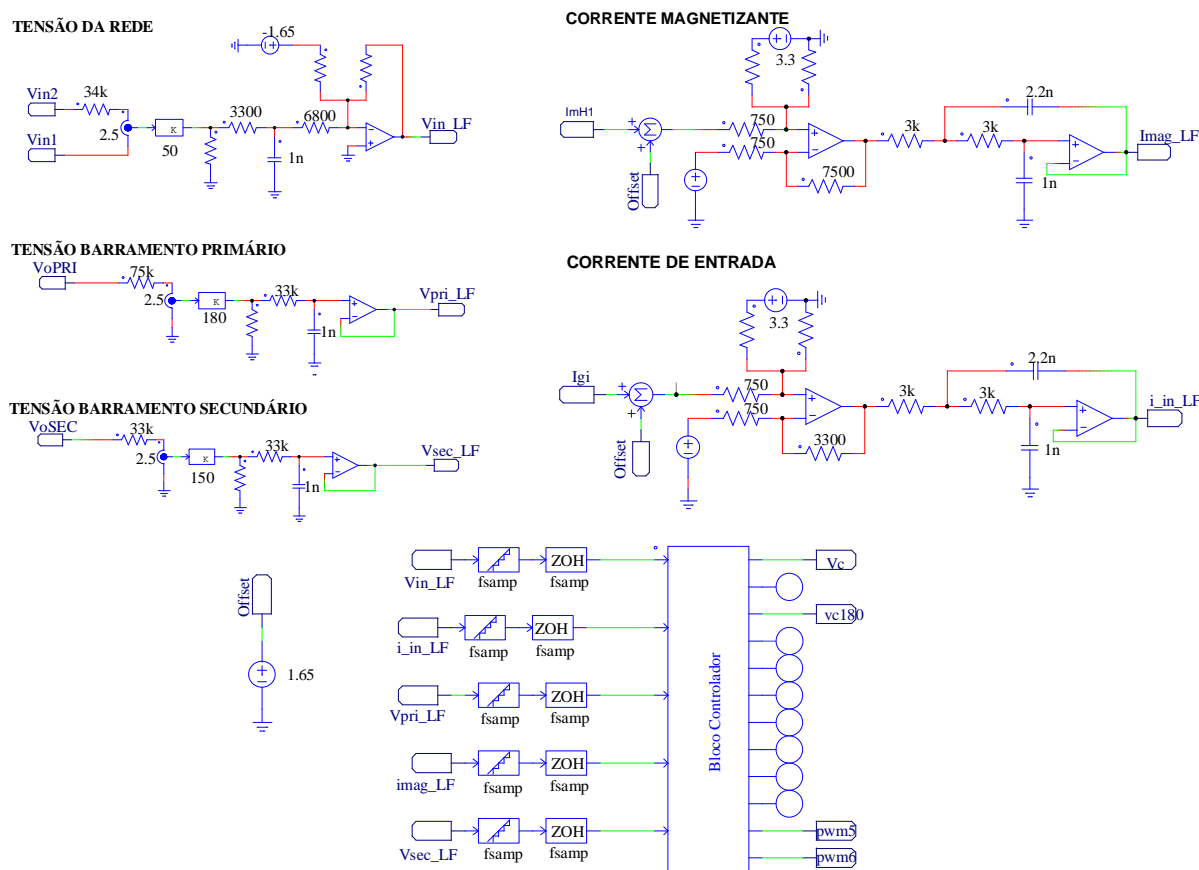 TENSÃO DA REDE
-1.65
Vin2
34k
Vin1
2.5
K
50
3300
6800
1n
Vin_LF
TENSÃO BARRAMENTO PRIMÁRIO
VoPRI
75k
2.5
K
180
33k
1n
Vpri_LF
TENSÃO BARRAMENTO SECUNDÁRIO
VoSEC
33k
2.5
K
150
33k
1n
Vsec_LF
CORRENTE MAGNETIZANTE
3.3
ImH1
Offset
750
750
7500
3k
3k
2.2n
1n
Imag_LF
CORRENTE DE ENTRADA
3.3
Igi
Offset
750
750
3300
3k
3k
2.2n
1n
i_in_LF
Offset
1.65
Vin_LF
fsamp
ZOH
fsamp
i_in_LF
fsamp
ZOH
fsamp
Vpri_LF
fsamp
ZOH
fsamp
imag_LF
fsamp
ZOH
fsamp
Vsec_LF
fsamp
ZOH
fsamp
Bloco Controlador
Vc
vc180
pwm5
pwm6